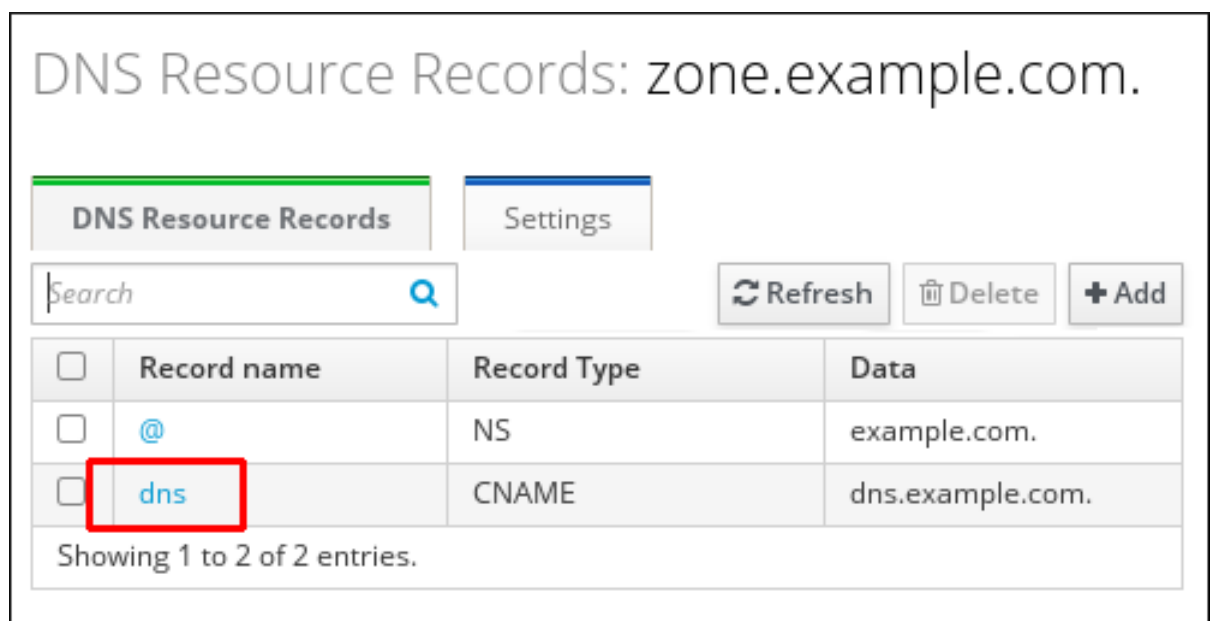 DNS Resource Records: zone.example.com.
DNS Resource Records Settings
Search Refresh Delete Add
Record name Record Type Data
@ NS example.com.
dns CNAME dns.example.com.
Showing 1 to 2 of 2 entries.